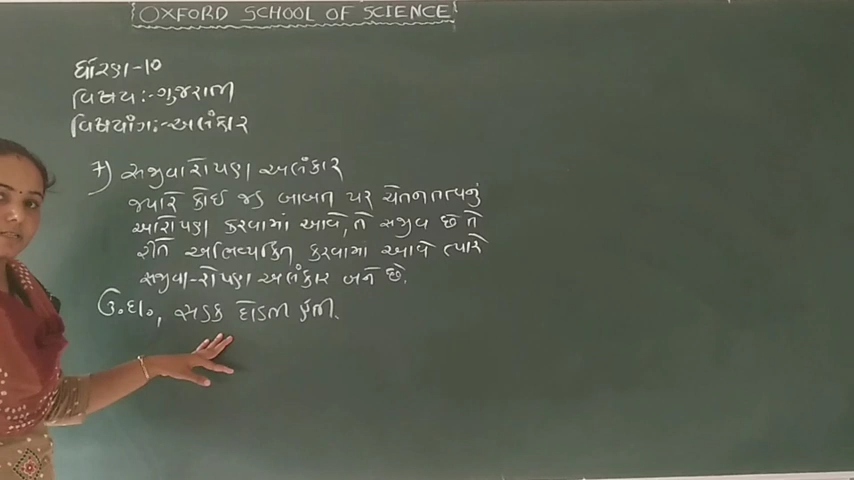 {OXFORD SCHOOL OF SCIENCE}
ધોરણ-10
વિષય:-ગુજરાતી
વિષયાંગ:-અલંકાર
7) સજીવારોપણ અલંકાર
જ્યારે કોઇ જડ બાબત પર ચેતનતત્વનું
આરોપણ કરવામાં આવે, તે સજીવ છે તે
રીતે અભિવ્યક્તિ કરવામાં આવે ત્યારે
સજીવા-રોપણ અલંકાર બને છે.
ઉ.દા., સડક દોડતી હતી.